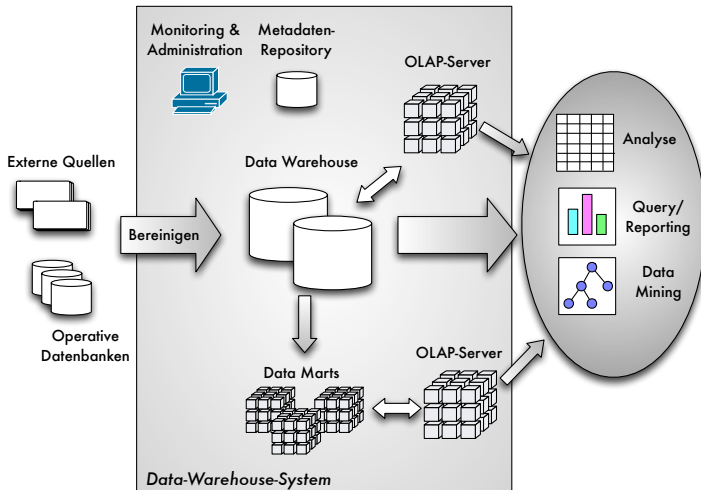 Monitoring &
Administration
Metadaten-
Repository
OLAP-Server
Externe Quellen
Data Warehouse
Analyse
Bereinigen
Query/
Reporting
Data
Mining
Operative
Datenbanken
Data Marts
OLAP-Server
Data-Warehouse-System